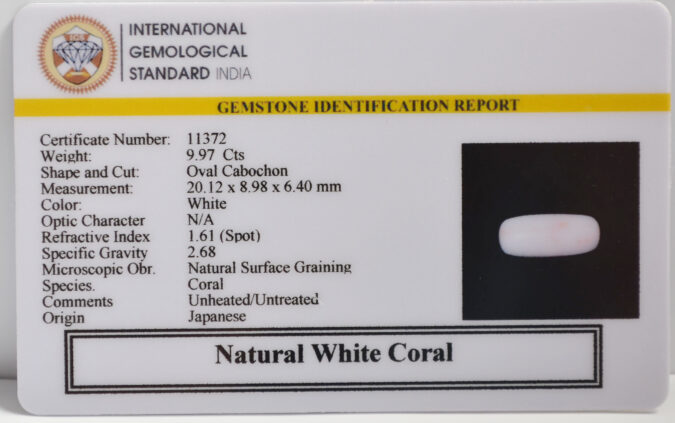 IGS
INTERNATIONAL
GEMOLOGICAL
STANDARD INDIA
GEMSTONE IDENTIFICATION REPORT
Certificate Number: 11372
Weight: 9.97 Cts
Shape and Cut: Oval Cabochon
Measurement: 20.12 x 8.98 x 6.40 mm
Color: White
Optic Character N/A
Refractive Index 1.61 (Spot)
Specific Gravity 2.68
Microscopic Obr. Natural Surface Graining
Species. Coral
Comments Unheated/Untreated
Origin Japanese
Natural White Coral